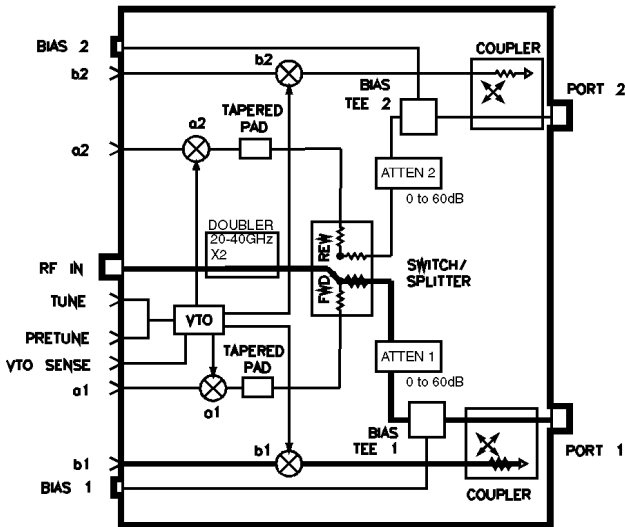 BIAS 2
b2
b2
COUPLER
PORT 2
BIAS
TEE 2
TAPERED
PAD
a2
a2
ATTEN 2
0 to 60dB
DOUBLER
20-40GHz
X2
REW
RF IN
SWITCH/
SPLITTER
FWD
TUNE
VTO
PRETUNE
VTO SENSE
TAPERED
PAD
ATTEN 1
0 to 60dB
a1
a1
BIAS
TEE 1
PORT 1
b1
b1
BIAS 1
COUPLER